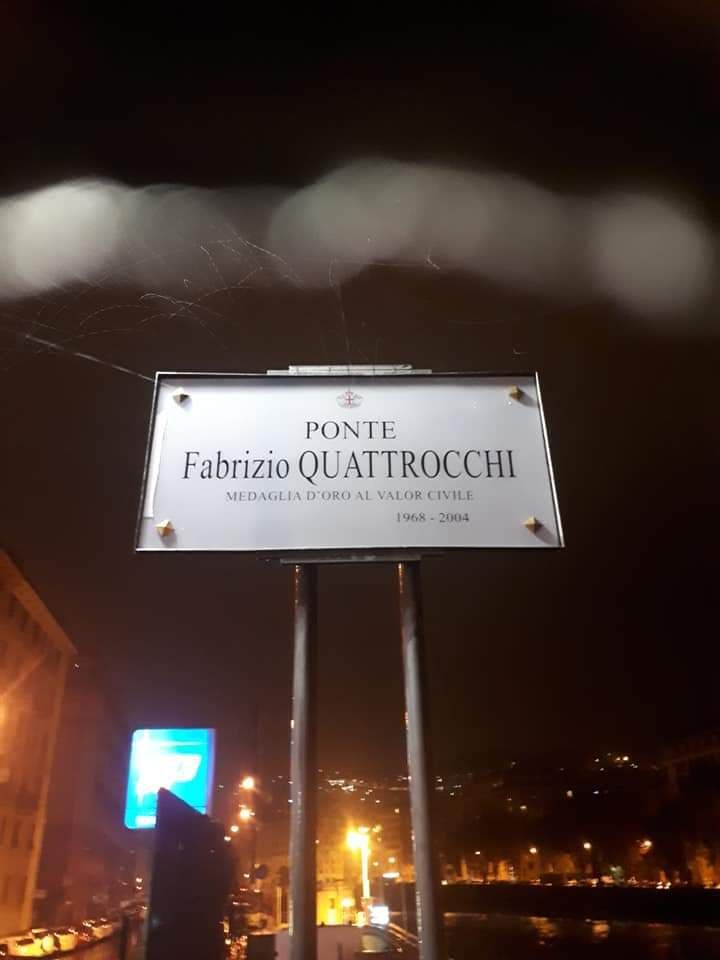 PONTE
Fabrizio QUATTROCCHI
MEDAGLIA D'ORO AL VALOR CIVILE
1968 - 2004